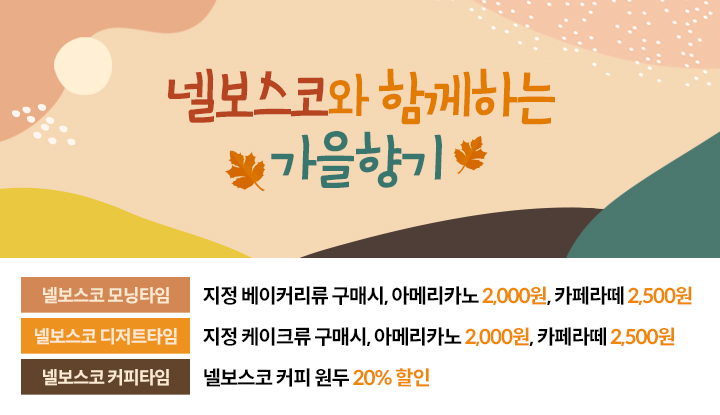 넬보스코와 함께하는
가을향기
넬보스코 모닝타임 지정 베이커리류 구매시, 아메리카노 2,000원, 카페라떼 2,500원
넬보스코 디저트타임 지정 케이크류 구매시, 아메리카노 2,000원, 카페라떼 2,500원
넬보스코 커피타임 넬보스코 커피 원두 20% 할인